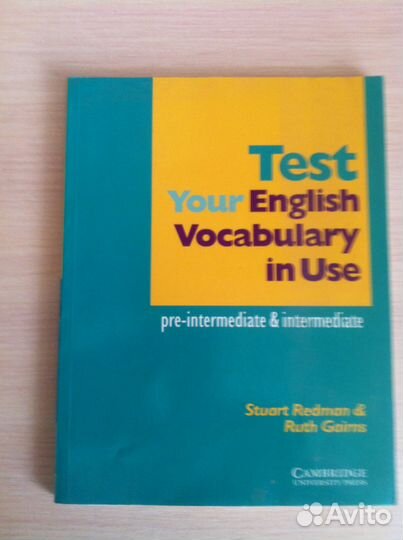 Test
Your English
Vocabulary
in Use
pre-intermediate & intermediate
Stuart Redman &
Ruth Gairns
CAMBRIDGE
UNIVERSITY PRESS
Avito